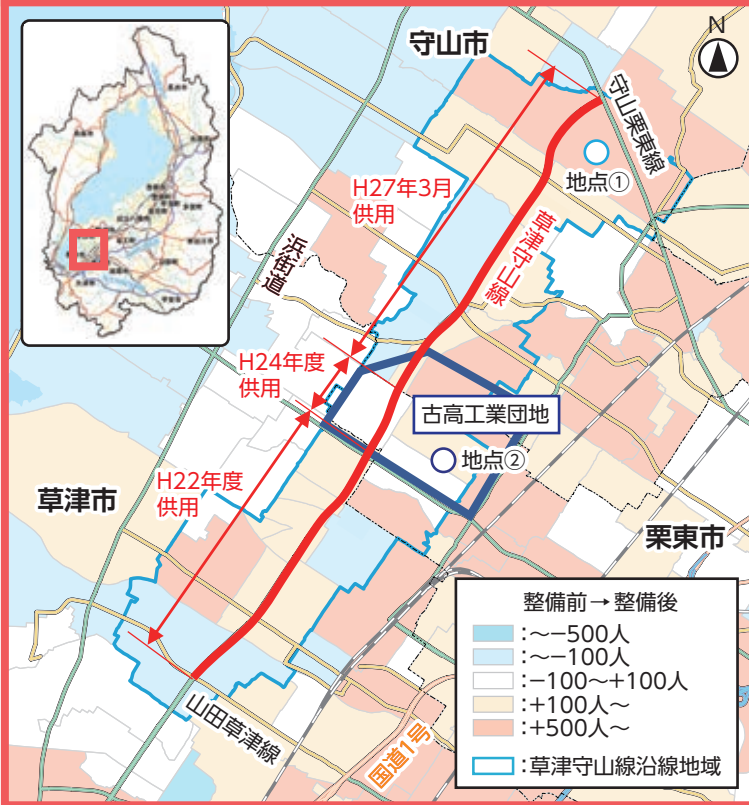 守山市
N
守山栗東線
地点①
H27年3月
供用
草津守山線
浜街道
H24年度
供用
古高工業団地
地点②
H22年度
供用
草津市
栗東市
山田草津線
国道1号
整備前→整備後
:〜−500人
:〜−100人
:−100〜+100人
:+100人〜
:+500人〜
:草津守山線沿線地域